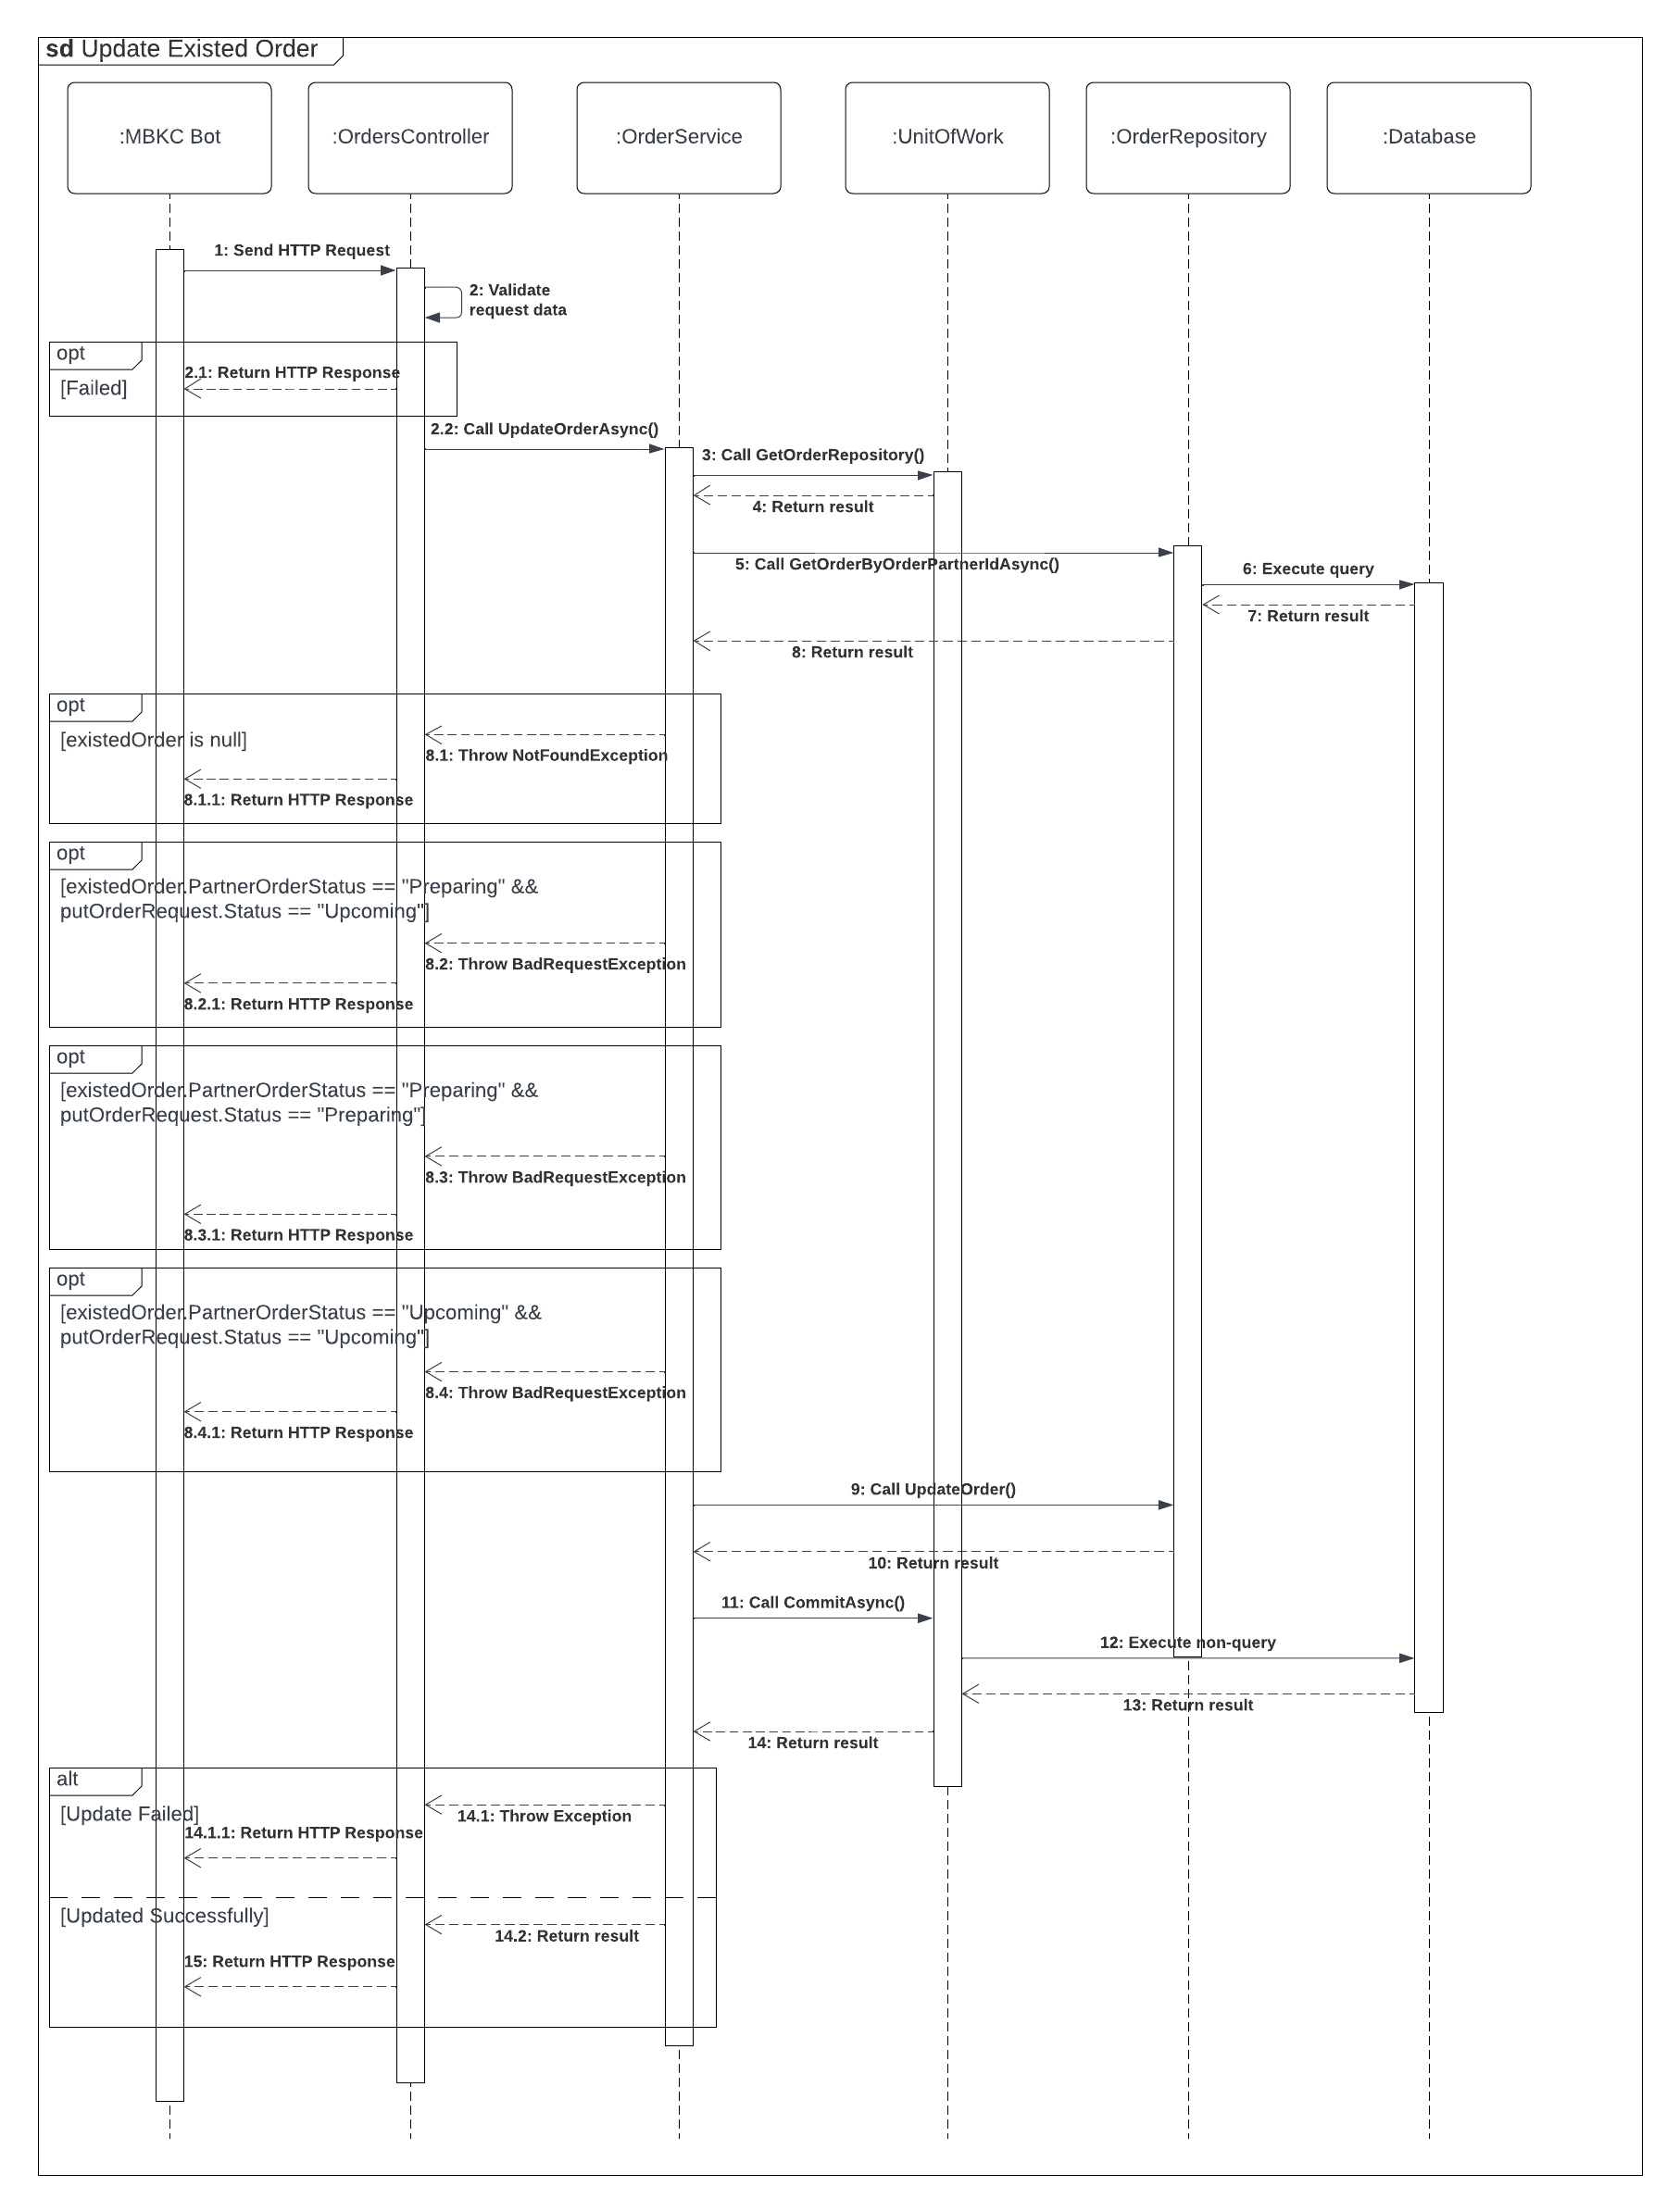 sd Update Existed Order
:MBKC Bot
:OrdersController
:OrderService
:UnitOfWork
:OrderRepository
:Database
1: Send HTTP Request
2: Validate
request data
opt
2.1: Return HTTP Response
[Failed]
2.2: Call UpdateOrderAsync()
3: Call GetOrderRepository()
4: Return result
5: Call GetOrderByOrderPartnerIdAsync()
6: Execute query
7: Return result
8: Return result
opt
[existedOrder is null]
8.1: Throw NotFoundException
8.1.1: Return HTTP Response
opt
[existedOrder.PartnerOrderStatus == "Preparing" &&
putOrderRequest.Status == "Upcoming"]
8.2: Throw BadRequestException
8.2.1: Return HTTP Response
opt
[existedOrder.PartnerOrderStatus == "Preparing" &&
putOrderRequest.Status == "Preparing"]
8.3: Throw BadRequestException
8.3.1: Return HTTP Response
opt
[existedOrder.PartnerOrderStatus == "Upcoming" &&
putOrderRequest.Status == "Upcoming"]
8.4: Throw BadRequestException
8.4.1: Return HTTP Response
9: Call UpdateOrder()
10: Return result
11: Call CommitAsync()
12: Execute non-query
13: Return result
14: Return result
alt
[Update Failed]
14.1: Throw Exception
14.1.1: Return HTTP Response
[Updated Successfully]
14.2: Return result
15: Return HTTP Response